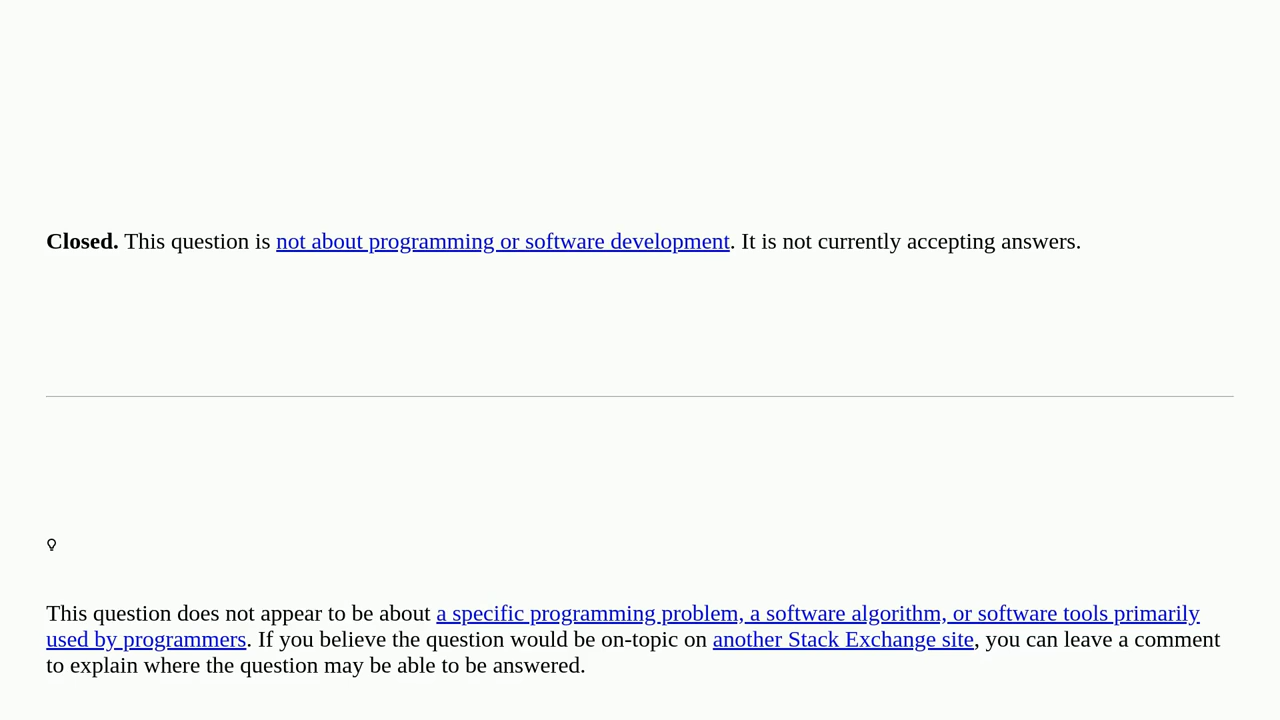 Closed. This question is not about programming or software development. It is not currently accepting answers.
This question does not appear to be about a specific programming problem, a software algorithm, or software tools primarily
used by programmers. If you believe the question would be on-topic on another Stack Exchange site, you can leave a comment
to explain where the question may be able to be answered.